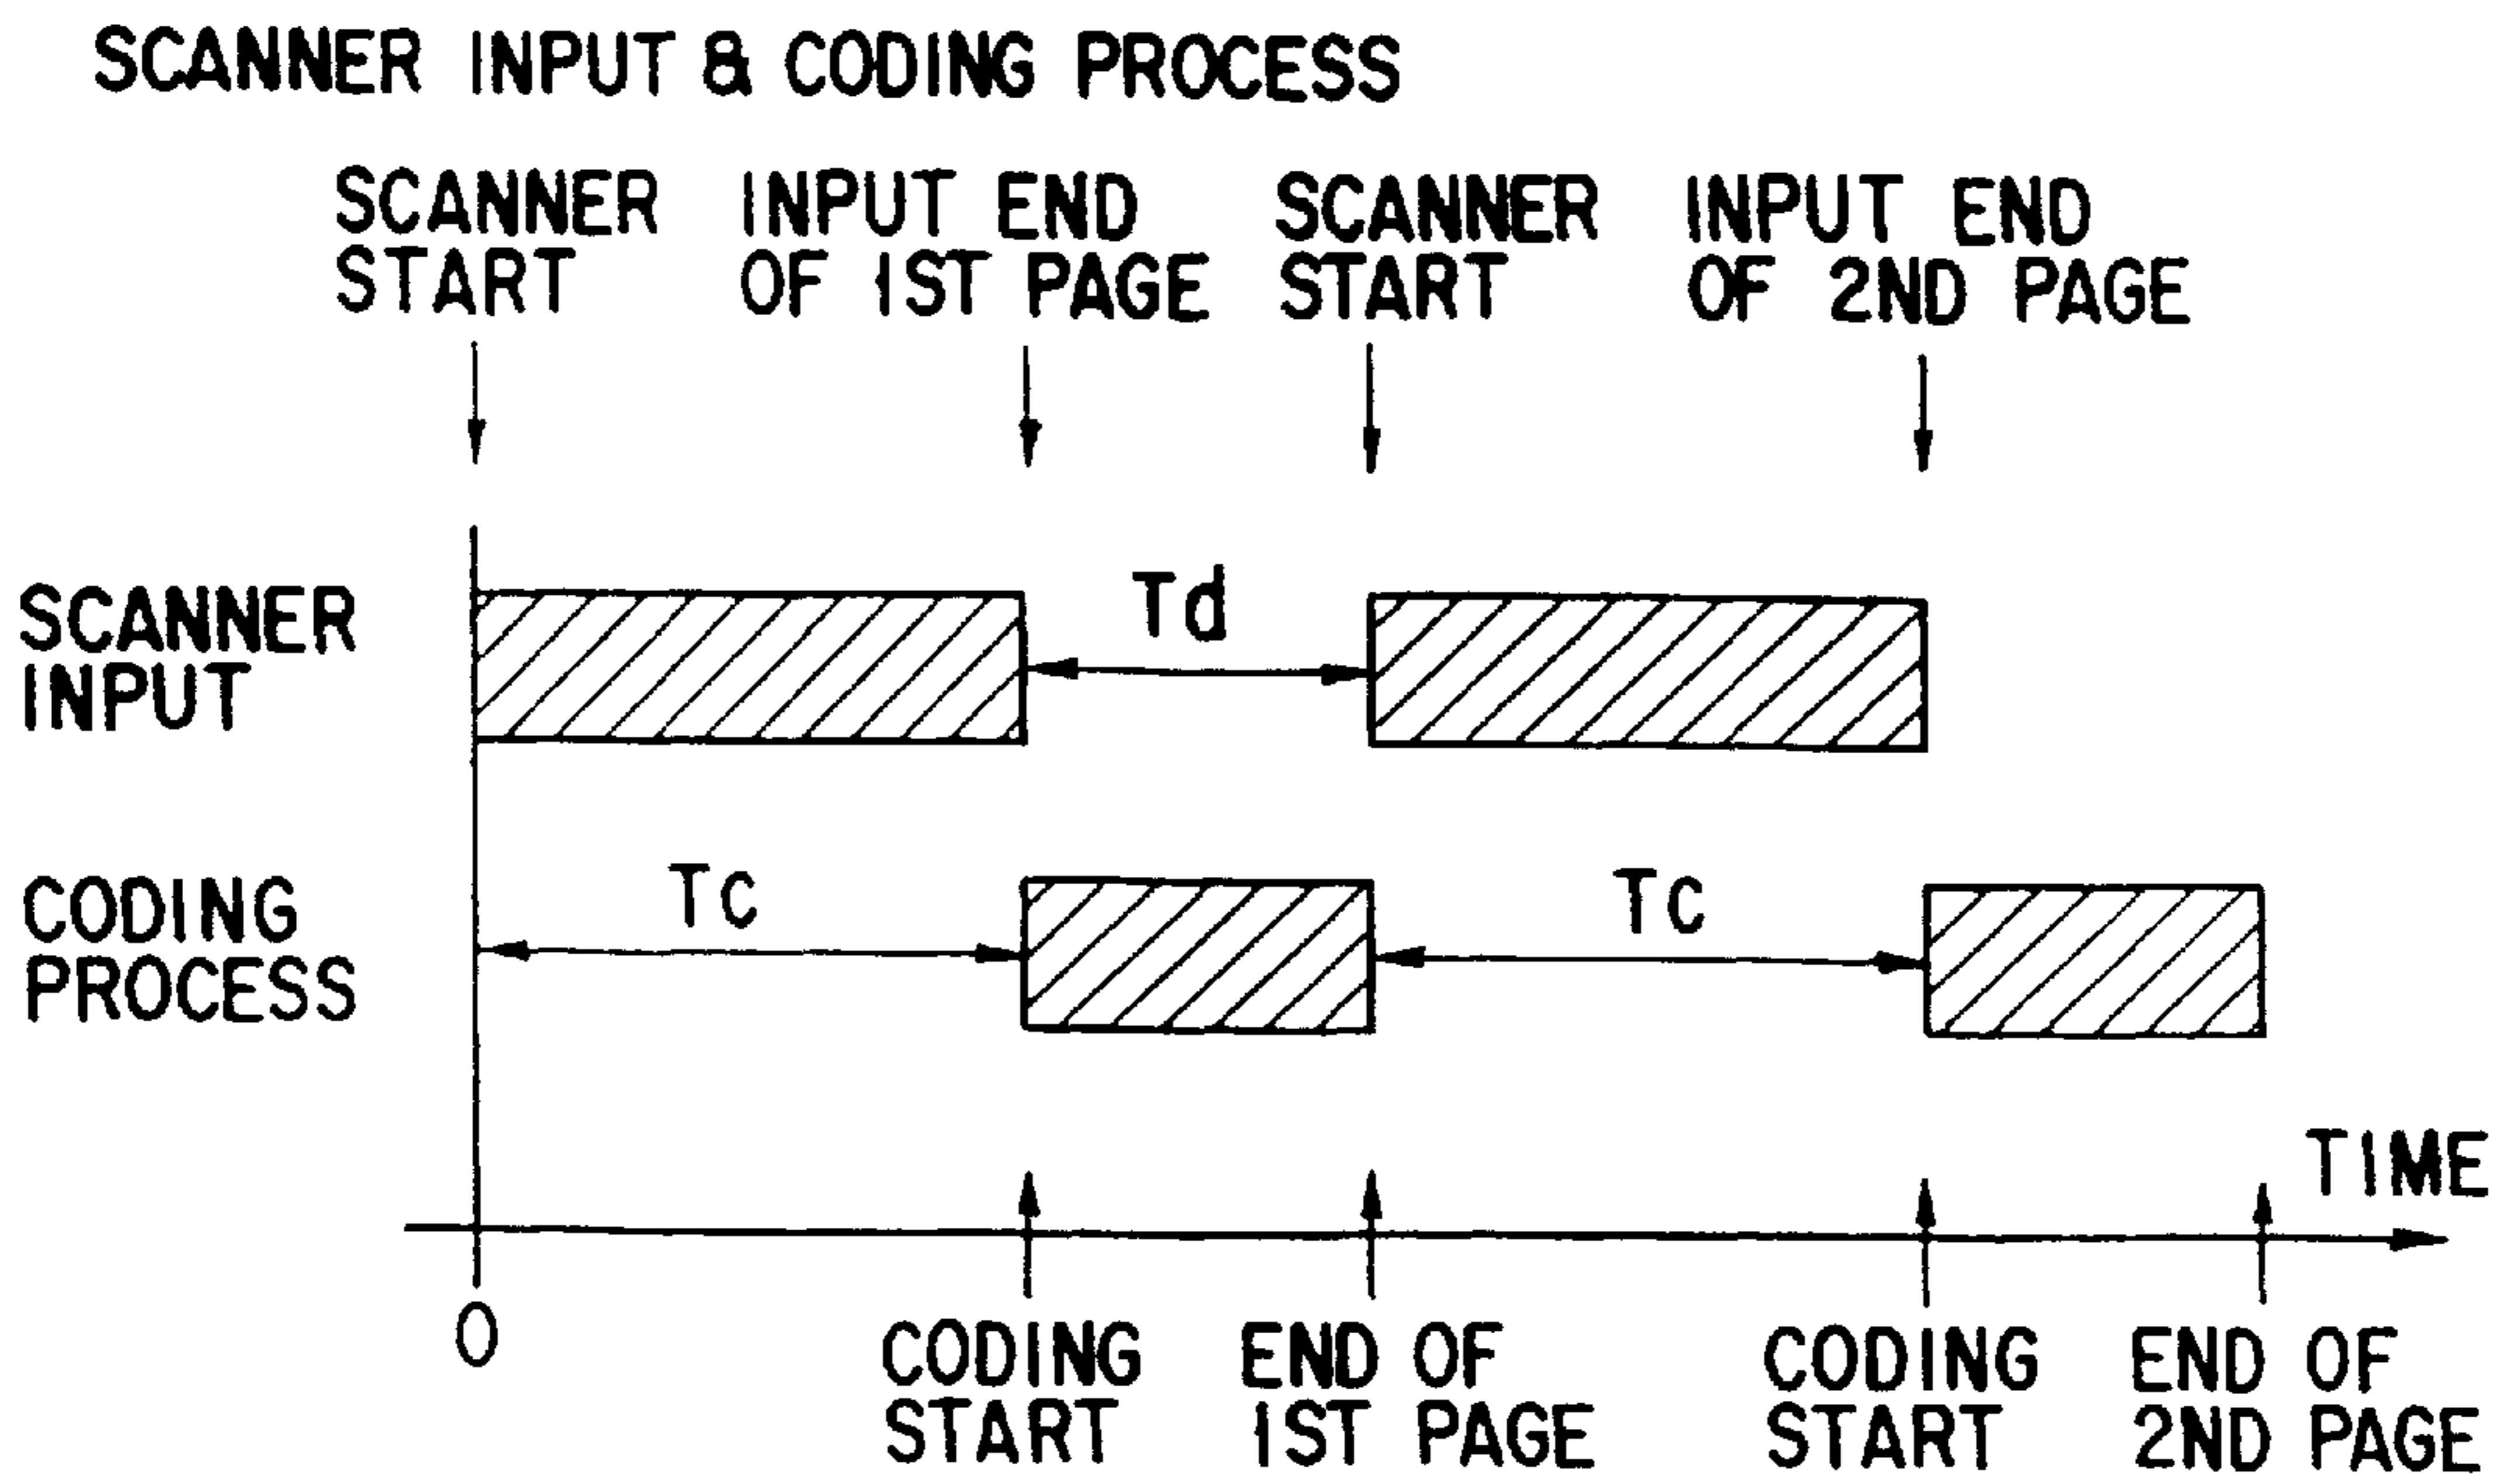 SCANNER INPUT & CODING PROCESS
SCANNER
START
INPUT END
OF 1ST PAGE
SCANNER
START
INPUT END
OF 2ND PAGE
SCANNER
INPUT
Td
CODING
PROCESS
Tc
Tc
TIME
0
CODING
START
END OF
1ST PAGE
CODING
START
END OF
2ND PAGE